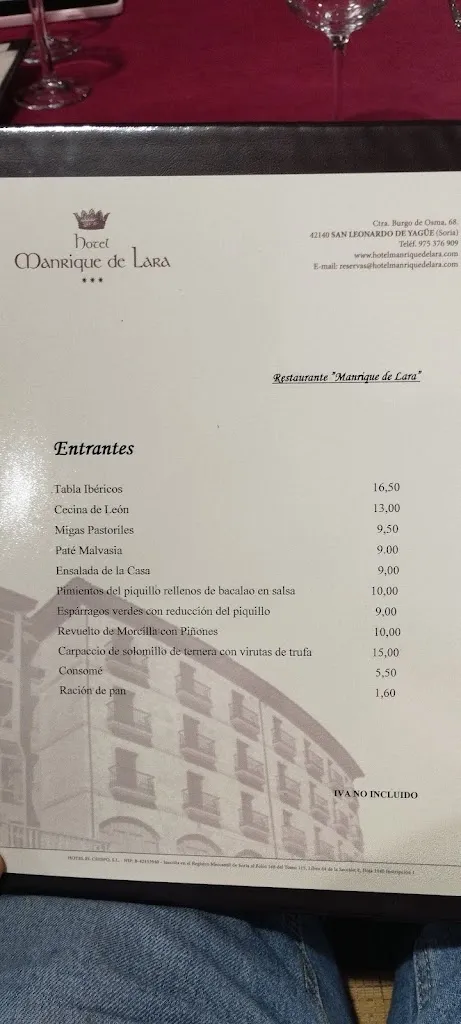 Hotel
Manrique de Lara
Ctra. Burgo de Osma, 68.
42140 SAN LEONARDO DE YAGÜE (Soria)
Teléf. 975 376 909
www.hotelmanriquedelara.com
E-mail: reservas@hotelmanriquedelara.com
Restaurante "Manrique de Lara"
Entrantes
Tabla Ibéricos 16,50
Cecina de León 13,00
Migas Pastoriles 9,50
Paté Malvasia 9.00
Ensalada de la Casa 9,00
Pimientos del piquillo rellenos de bacalao en salsa 10,00
Espárragos verdes con reducción del piquillo 9,00
Revuelto de Morcilla con Piñones 10,00
Carpaccio de solomillo de ternera con virutas de trufa 15,00
Consomé 5,50
Ración de pan 1,60
IVA NO INCLUIDO